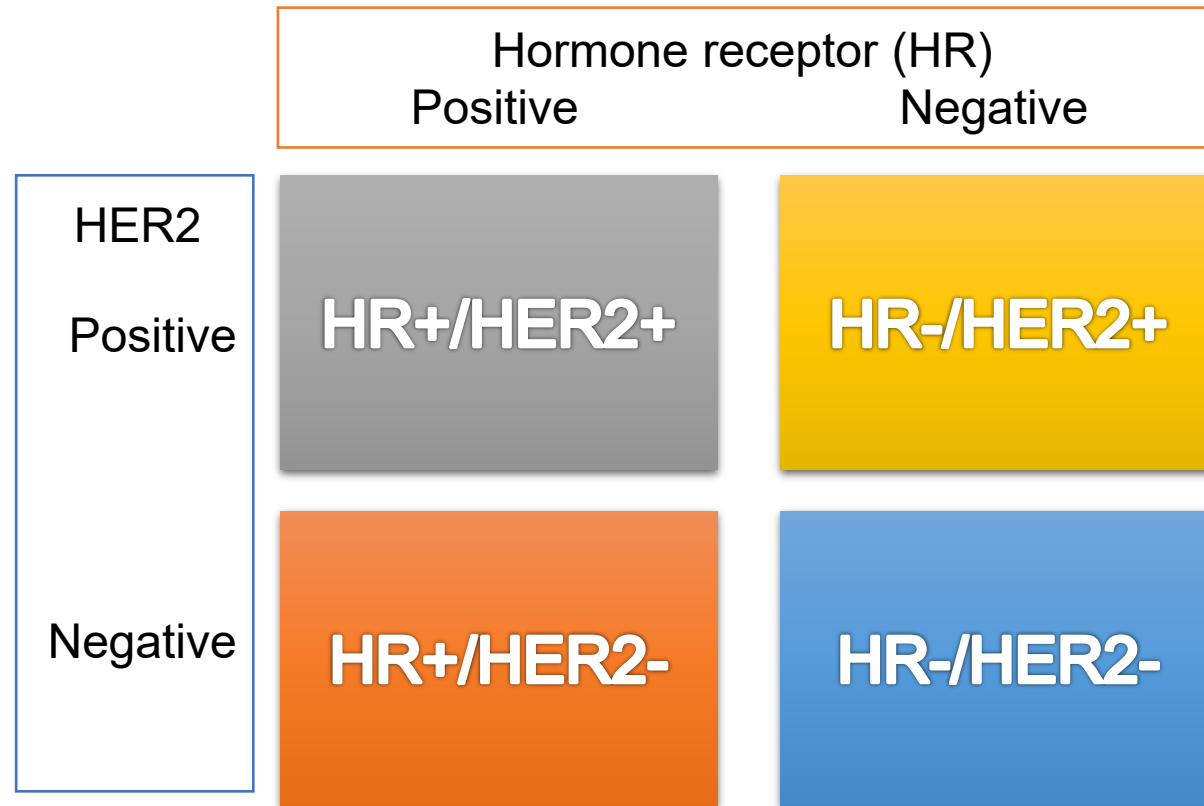 Hormone receptor (HR)
Positive Negative
HER2
Positive
HR+/HER2+ HR-/HER2+
Negative
HR+/HER2- HR-/HER2-